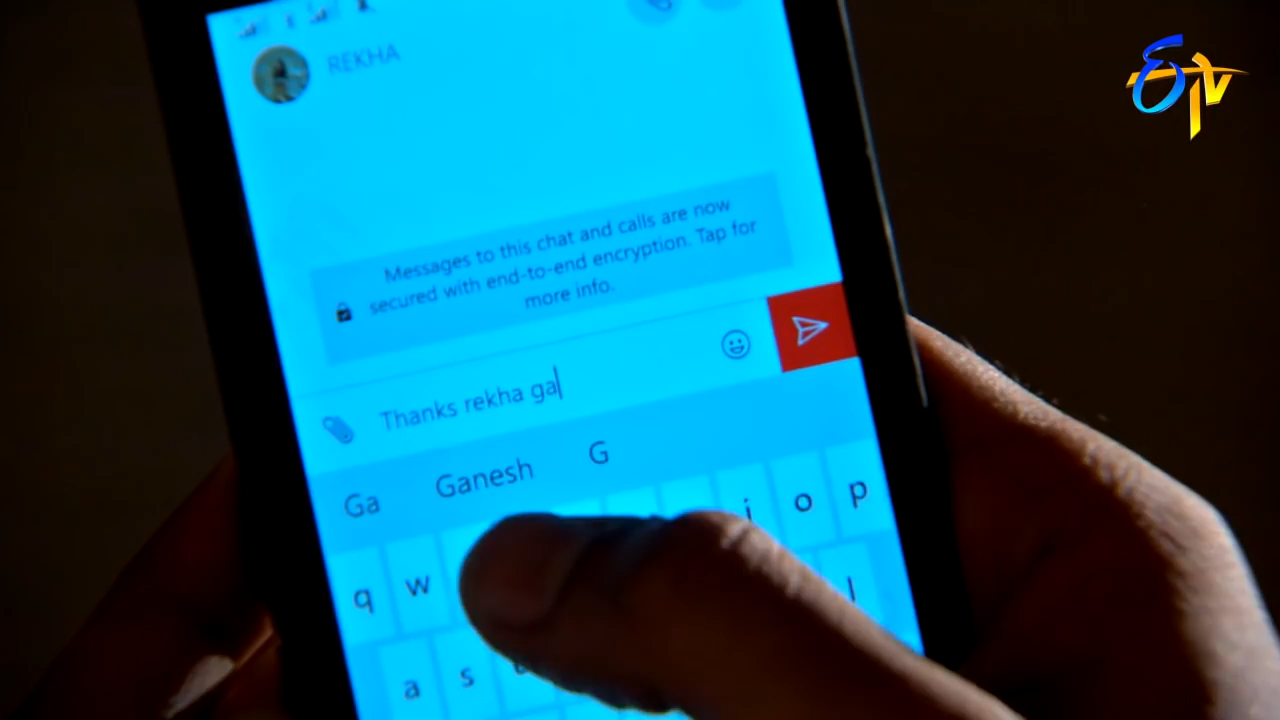 REKHA
ETV
Messages to this chat and calls are now
secured with end-to-end encryption. Tap for
more info.
Thanks rekha ga
Ga Ganesh G
i o p
q w
l
a s